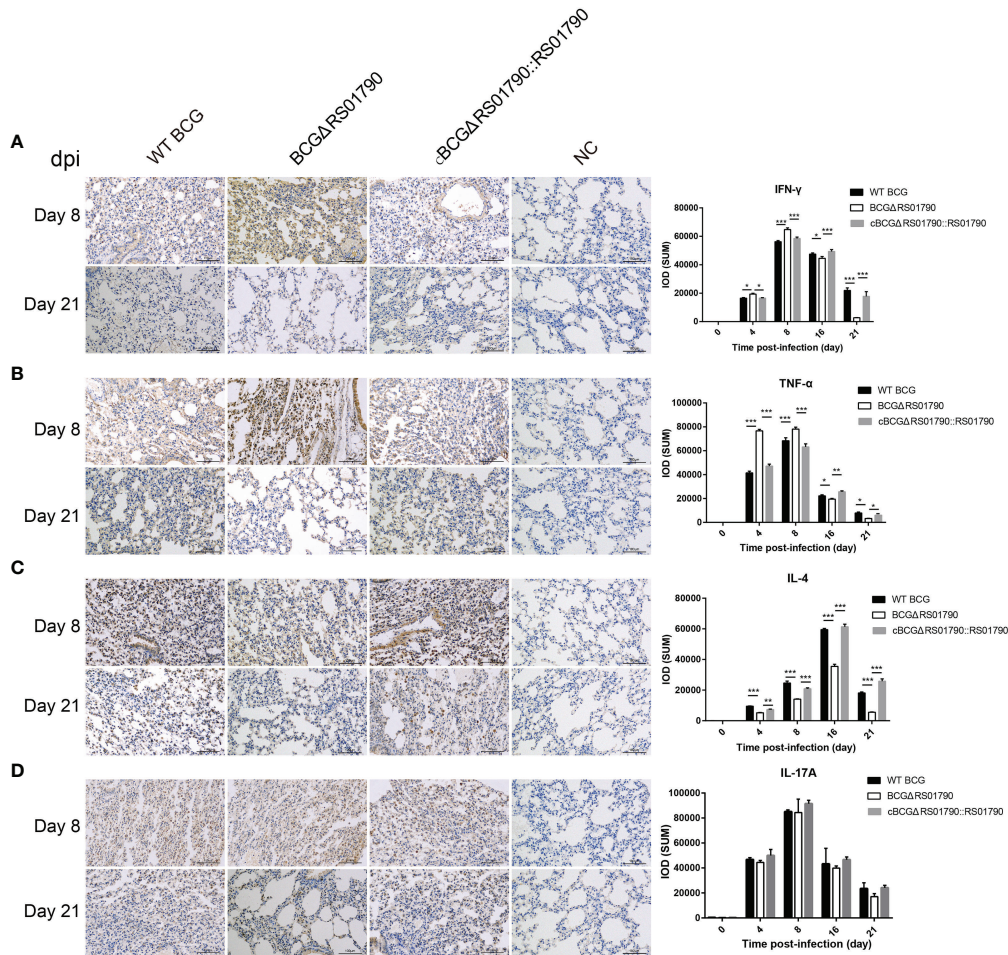 WT BCG
BCGΔRS01790
cBCGΔRS01790::RS01790
NC
A
dpi
Day 8
Day 21
IFN-γ
WT BCG
BCGΔRS01790
cBCGΔRS01790::RS01790
IOD (SUM)
80000
60000
40000
20000
0
* * *** *** * *** *** ***
0 4 8 16 21
Time post-infection (day)
B
Day 8
Day 21
TNF-α
WT BCG
BCGΔRS01790
cBCGΔRS01790::RS01790
IOD (SUM)
100000
80000
60000
40000
20000
0
*** *** *** *** * ** * *
0 4 8 16 21
Time post-infection (day)
C
Day 8
Day 21
IL-4
WT BCG
BCGΔRS01790
cBCGΔRS01790::RS01790
IOD (SUM)
80000
60000
40000
20000
0
*** ** *** *** *** *** *** ***
0 4 8 16 21
Time post-infection (day)
D
Day 8
Day 21
IL-17A
WT BCG
BCGΔRS01790
cBCGΔRS01790::RS01790
IOD (SUM)
100000
80000
60000
40000
20000
0
0 4 8 16 21
Time post-infection (day)